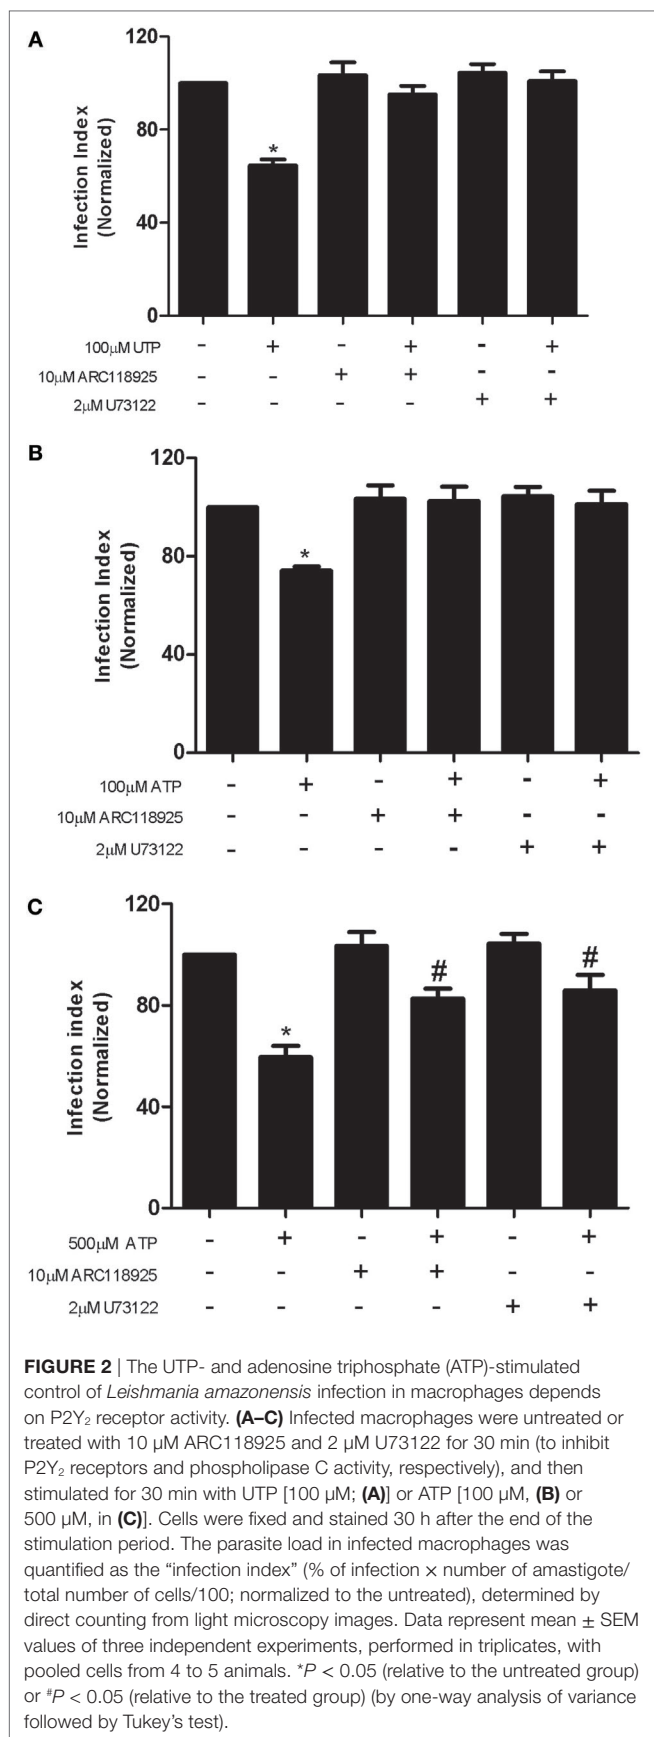 A
120
80
40
0
Infection Index
(Normalized)
*
100µM UTP - + - + - +
10µM ARC118925 - - + + - -
2µM U73122 - - - - + +
B
120
80
40
0
Infection Index
(Normalized)
*
100µM ATP - + - + - +
10µM ARC118925 - - + + - -
2µM U73122 - - - - + +
C
120
80
40
0
Infection index
(Normalized)
* # #
500µM ATP - + - + - +
10µM ARC118925 - - + + - -
2µM U73122 - - - - + +
FIGURE 2 | The UTP- and adenosine triphosphate (ATP)-stimulated
control of Leishmania amazonensis infection in macrophages depends
on P2Y₂ receptor activity. (A–C) Infected macrophages were untreated or
treated with 10 µM ARC118925 and 2 µM U73122 for 30 min (to inhibit
P2Y₂ receptors and phospholipase C activity, respectively), and then
stimulated for 30 min with UTP [100 µM; (A)] or ATP [100 µM, (B) or
500 µM, in (C)]. Cells were fixed and stained 30 h after the end of the
stimulation period. The parasite load in infected macrophages was
quantified as the “infection index” (% of infection × number of amastigote/
total number of cells/100; normalized to the untreated), determined by
direct counting from light microscopy images. Data represent mean ± SEM
values of three independent experiments, performed in triplicates, with
pooled cells from 4 to 5 animals. *P < 0.05 (relative to the untreated group)
or #P < 0.05 (relative to the treated group) (by one-way analysis of variance
followed by Tukey’s test).